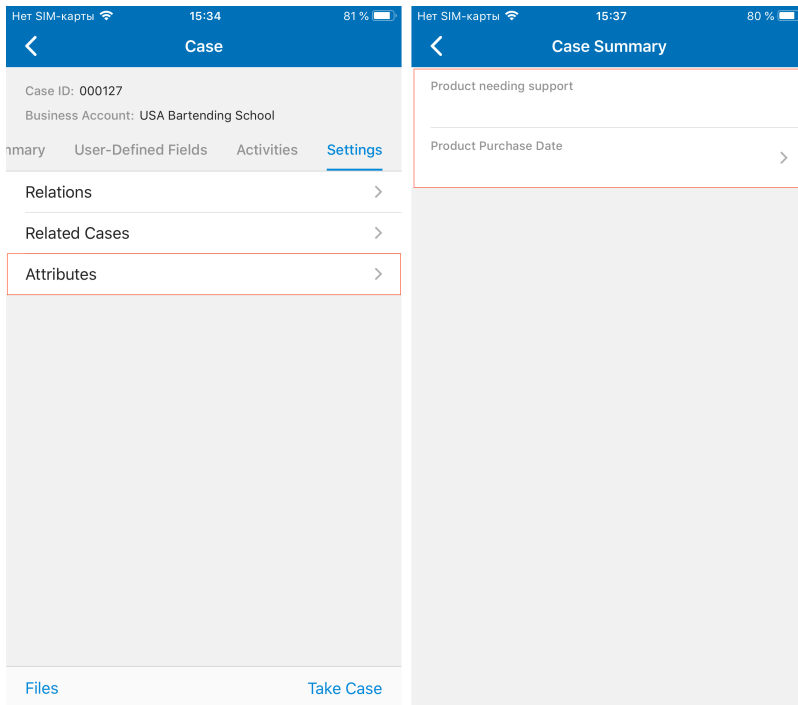 Нет SIM-карты 15:34 81 %
Case
Case ID: 000127
Business Account: USA Bartending School
mmary User-Defined Fields Activities Settings
Relations
Related Cases
Attributes
Files Take Case
Нет SIM-карты 15:37 80 %
Case Summary
Product needing support
Product Purchase Date